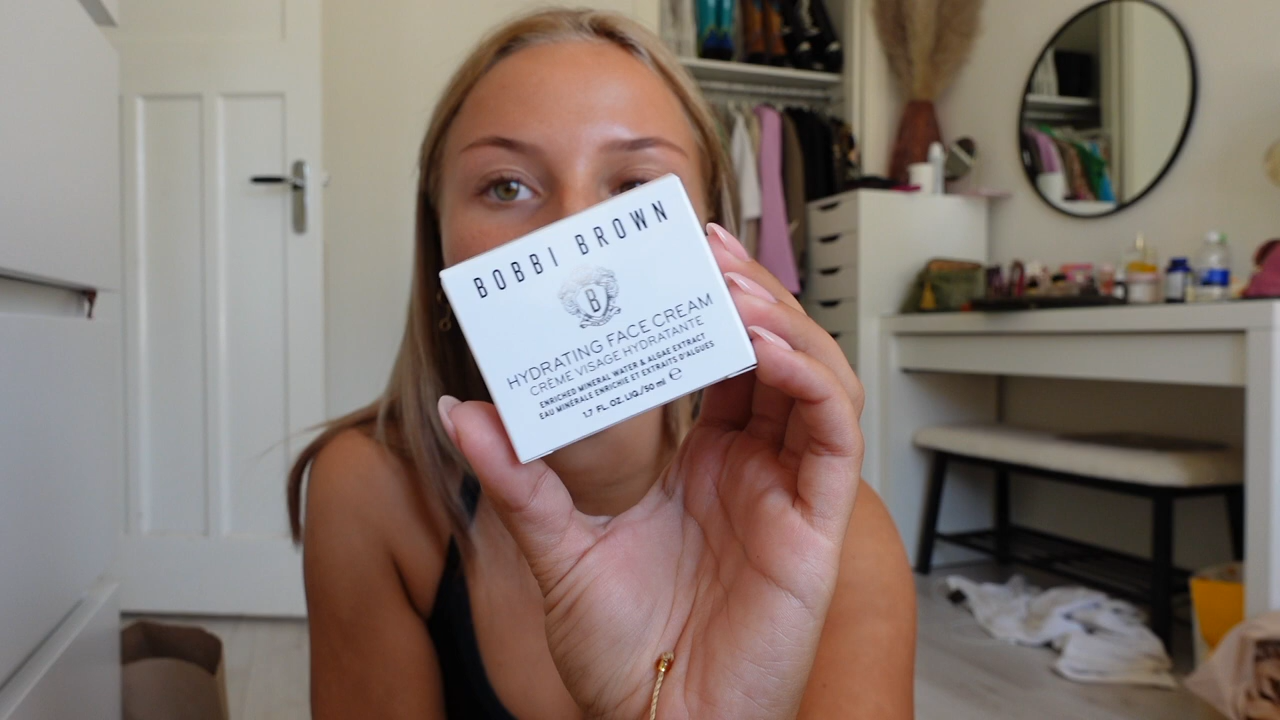 BOBBI BROWN
B
HYDRATING FACE CREAM
CRÈME VISAGE HYDRATANTE
ENRICHED MINERAL WATER & ALGAE EXTRACT
EAU MINÉRALE ENRICHIE ET EXTRAITS D'ALGUES
1.7 FL. OZ. LIQ./50 ml ℮